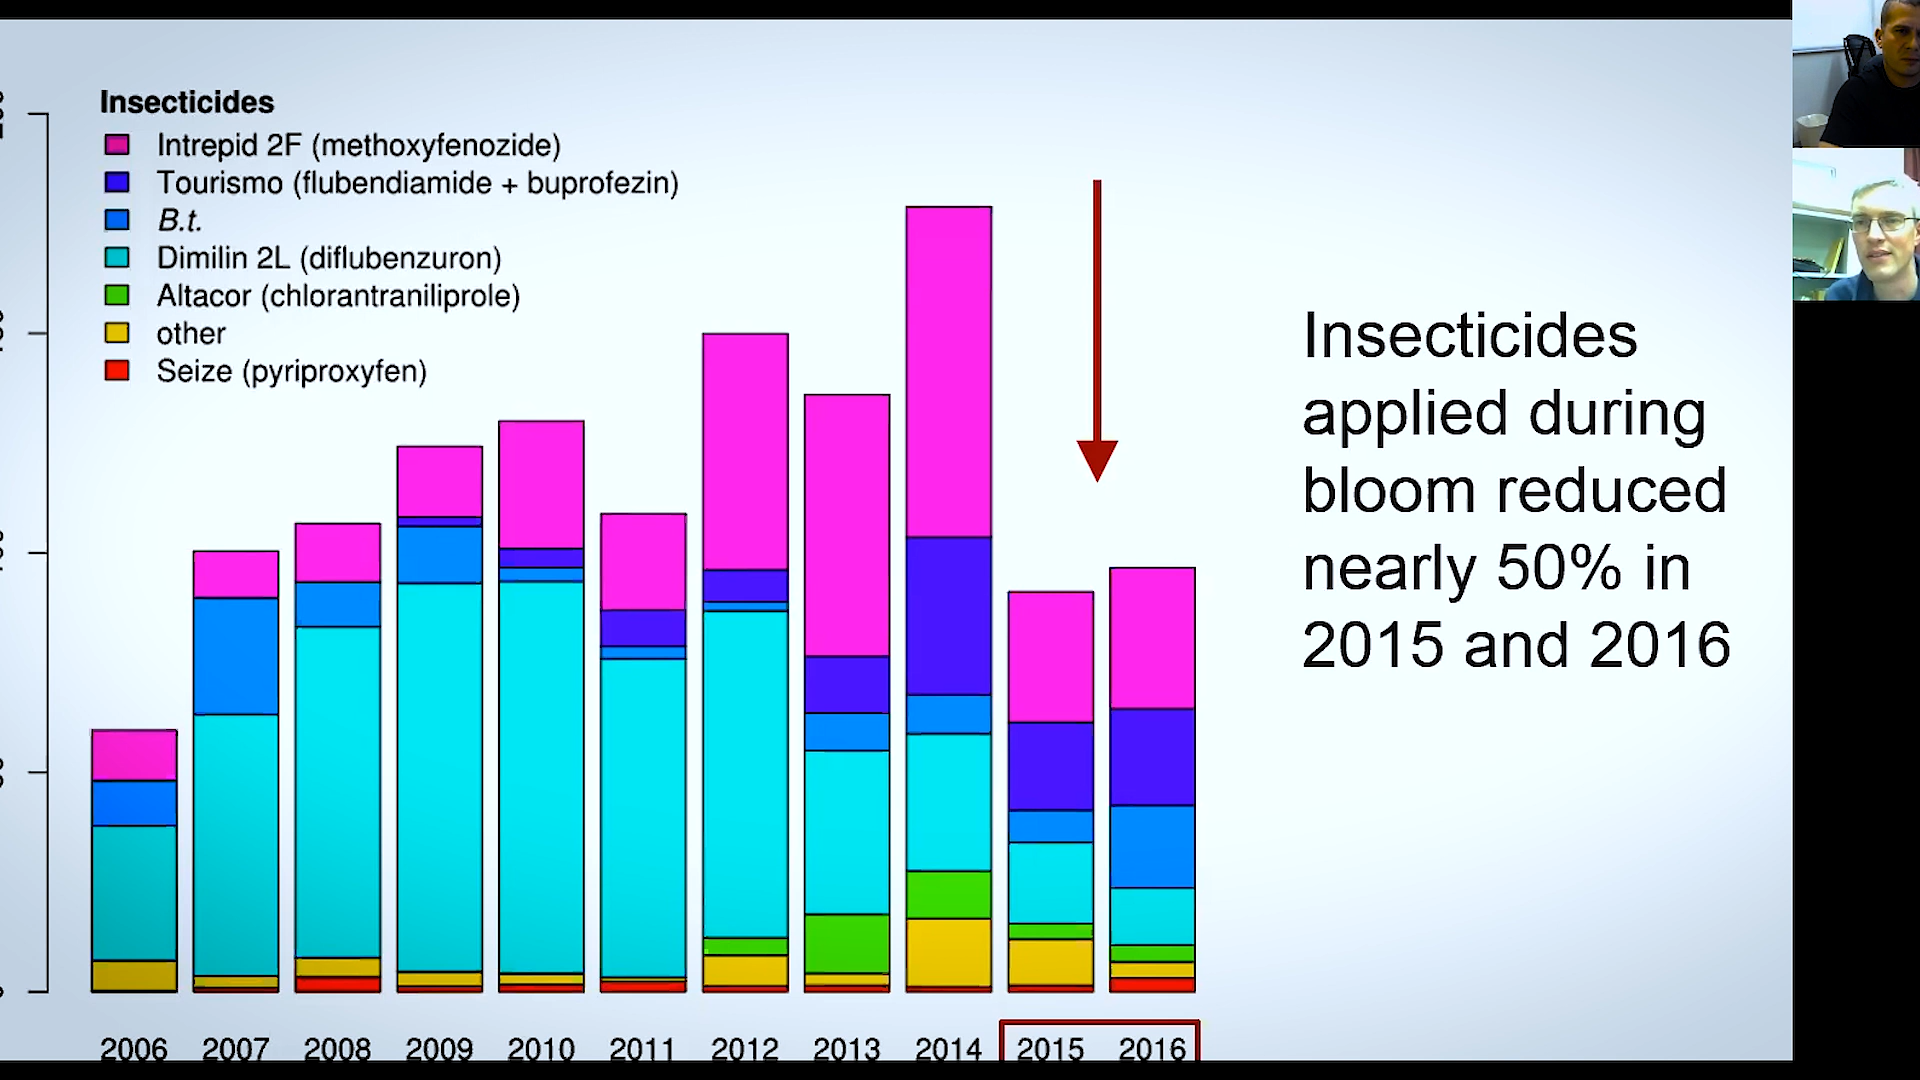 Insecticides
Intrepid 2F (methoxyfenozide)
Tourismo (flubendiamide + buprofezin)
B.t.
Dimilin 2L (diflubenzuron)
Altacor (chlorantraniliprole)
other
Seize (pyriproxyfen)
Insecticides
applied during
bloom reduced
nearly 50% in
2015 and 2016
2006 2007 2008 2009 2010 2011 2012 2013 2014 2015 2016